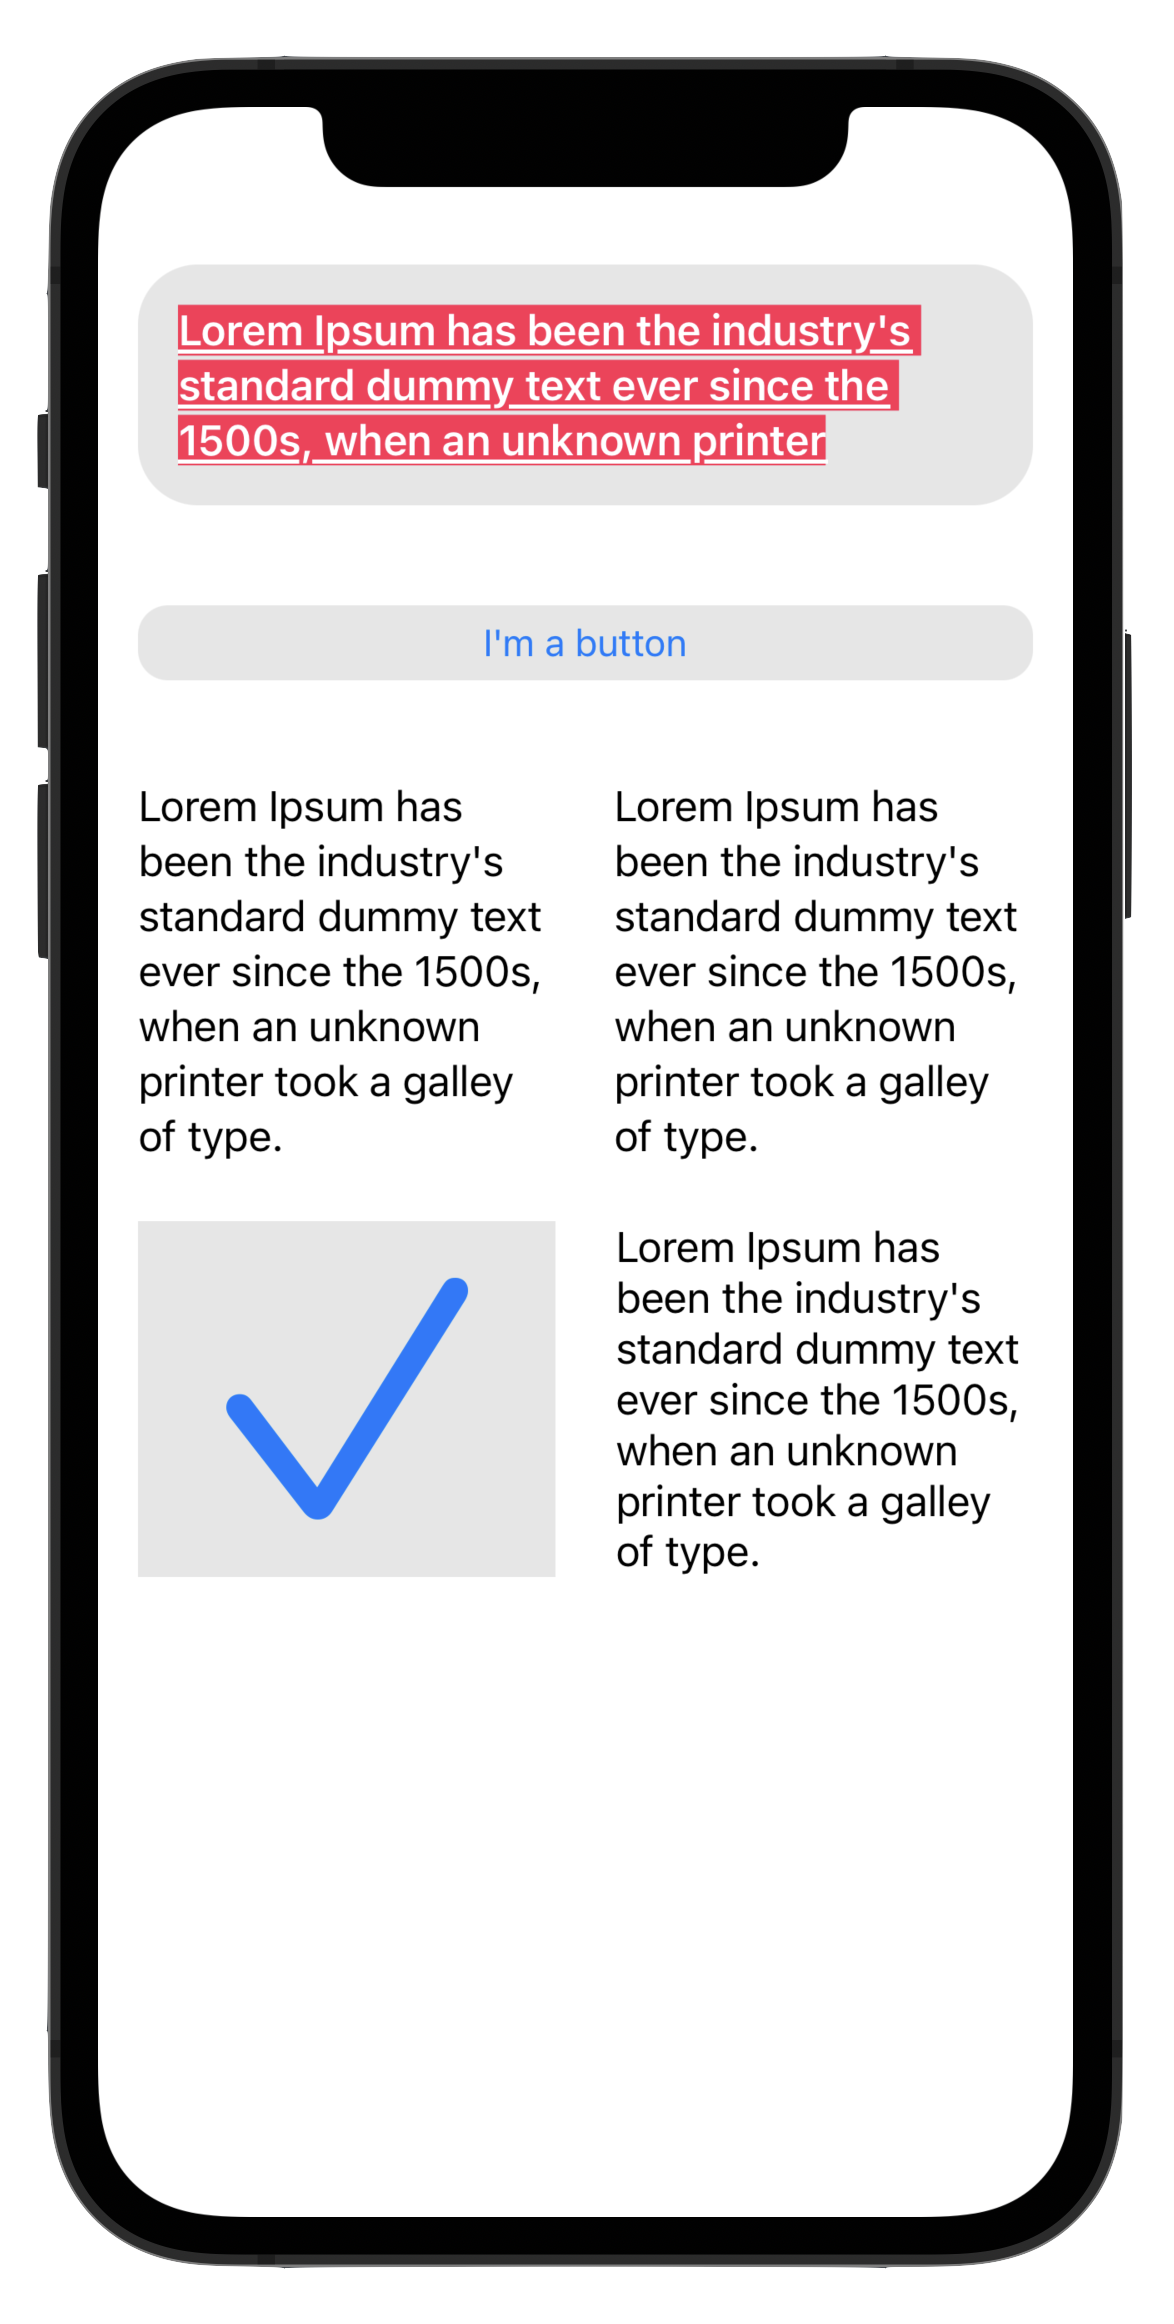 Lorem Ipsum has been the industry's
standard dummy text ever since the
1500s, when an unknown printer
I'm a button
Lorem Ipsum has
been the industry's
standard dummy text
ever since the 1500s,
when an unknown
printer took a galley
of type.
Lorem Ipsum has
been the industry's
standard dummy text
ever since the 1500s,
when an unknown
printer took a galley
of type.
Lorem Ipsum has
been the industry's
standard dummy text
ever since the 1500s,
when an unknown
printer took a galley
of type.